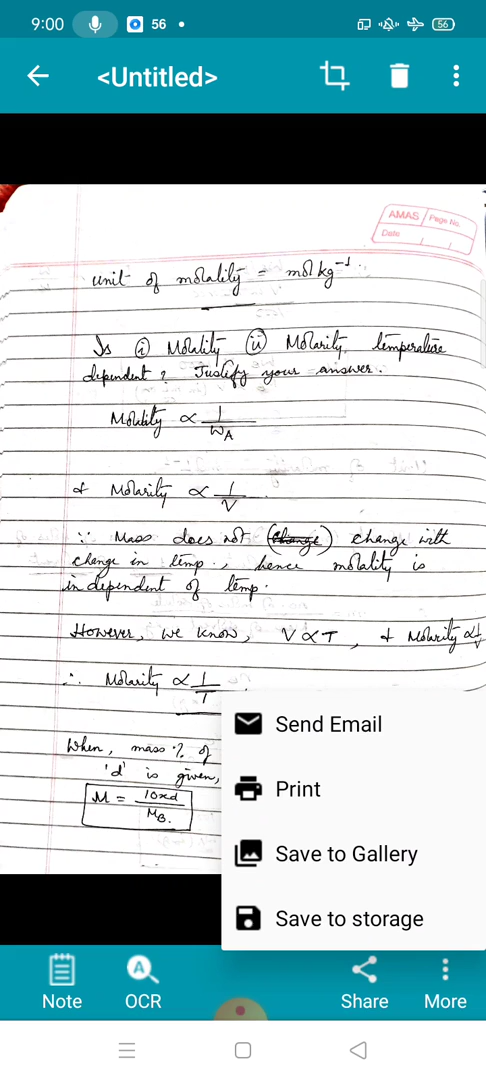 9:00 56 56
<Untitled>
AMAS Page No.
Date
unit of molality = mol kg⁻¹.
Is (i) Molality (ii) Molarity, temperature
dependent? Justify your answer.
Molality ∝ 1/W_A
& Molarity ∝ 1/V
∵ Mass does not (change) change with
change in temp., hence molality is
independent of temp.
However, we know, V ∝ T, & Molarity ∝ 1/V
∴ Molarity ∝ 1/T
When, mass % of
'd' is given,
M = 10xd/M_B.
Send Email
Print
Save to Gallery
Save to storage
Note OCR Share More